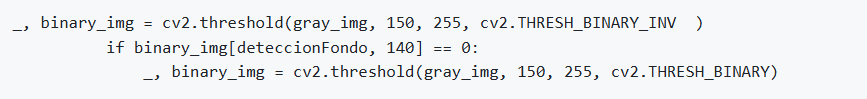 _, binary_img = cv2.threshold(gray_img, 150, 255, cv2.THRESH_BINARY_INV  )
if binary_img[deteccionFondo, 140] == 0:
_, binary_img = cv2.threshold(gray_img, 150, 255, cv2.THRESH_BINARY)